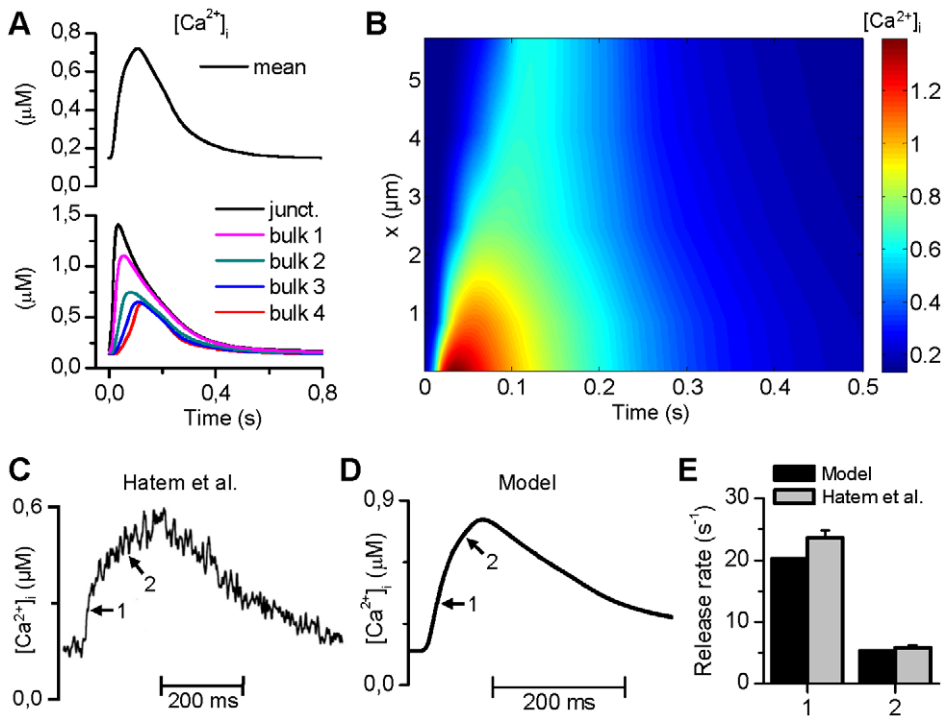 A
[Ca2+]i
mean
(μM)
0,8
0,6
0,4
0,2
0,0
junct.
bulk 1
bulk 2
bulk 3
bulk 4
(μM)
1,5
1,0
0,5
0,0
0,0 0,2 0,4 0,6 0,8
Time (s)
B
[Ca2+]i
x (μm)
5
4
3
2
1
0 0.1 0.2 0.3 0.4 0.5
Time (s)
1.2
1
0.8
0.6
0.4
0.2
C
Hatem et al.
[Ca2+]i (μM)
0,6
0,0
1
2
200 ms
D
Model
[Ca2+]i (μM)
0,9
0,0
1
2
200 ms
E
Model
Hatem et al.
Release rate (s-1)
30
20
10
5
0
1 2